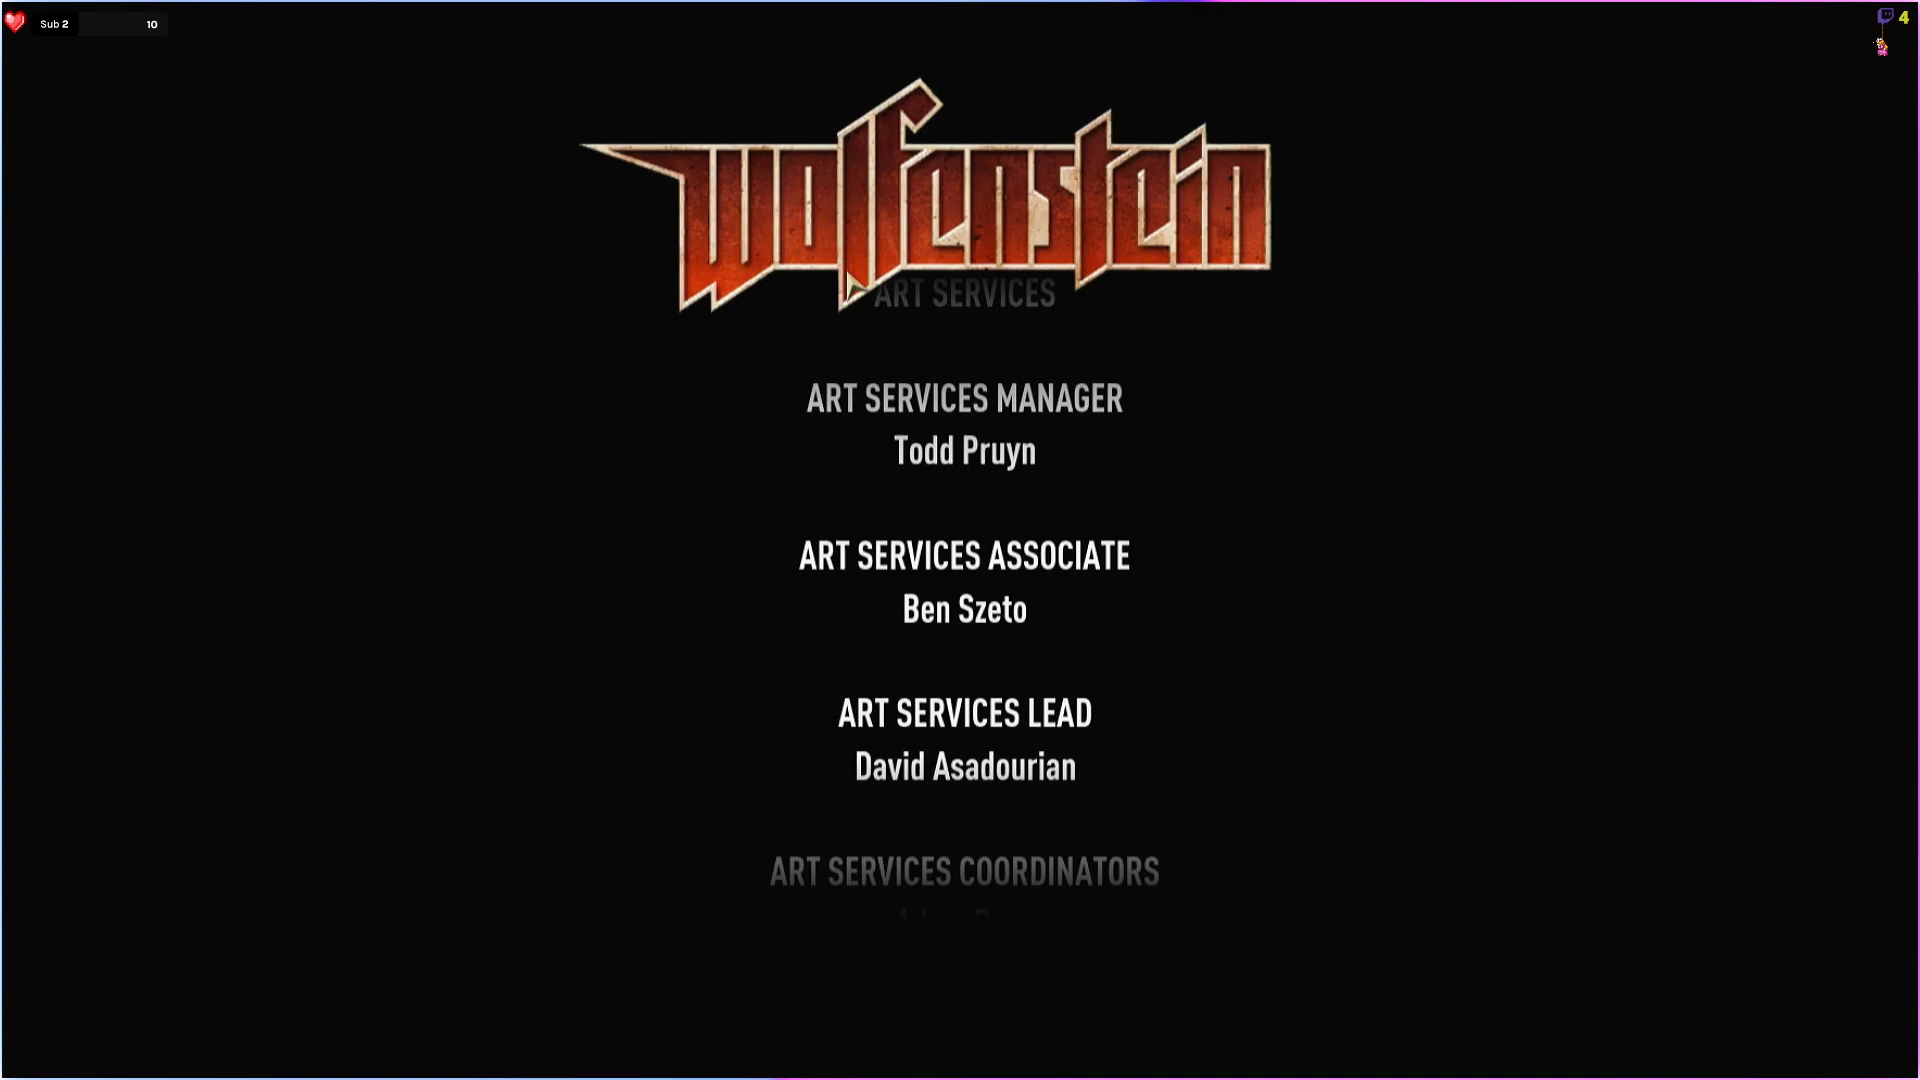 Sub 2
10
4
Wolfenstein
ART SERVICES
ART SERVICES MANAGER
Todd Pruyn
ART SERVICES ASSOCIATE
Ben Szeto
ART SERVICES LEAD
David Asadourian
ART SERVICES COORDINATORS